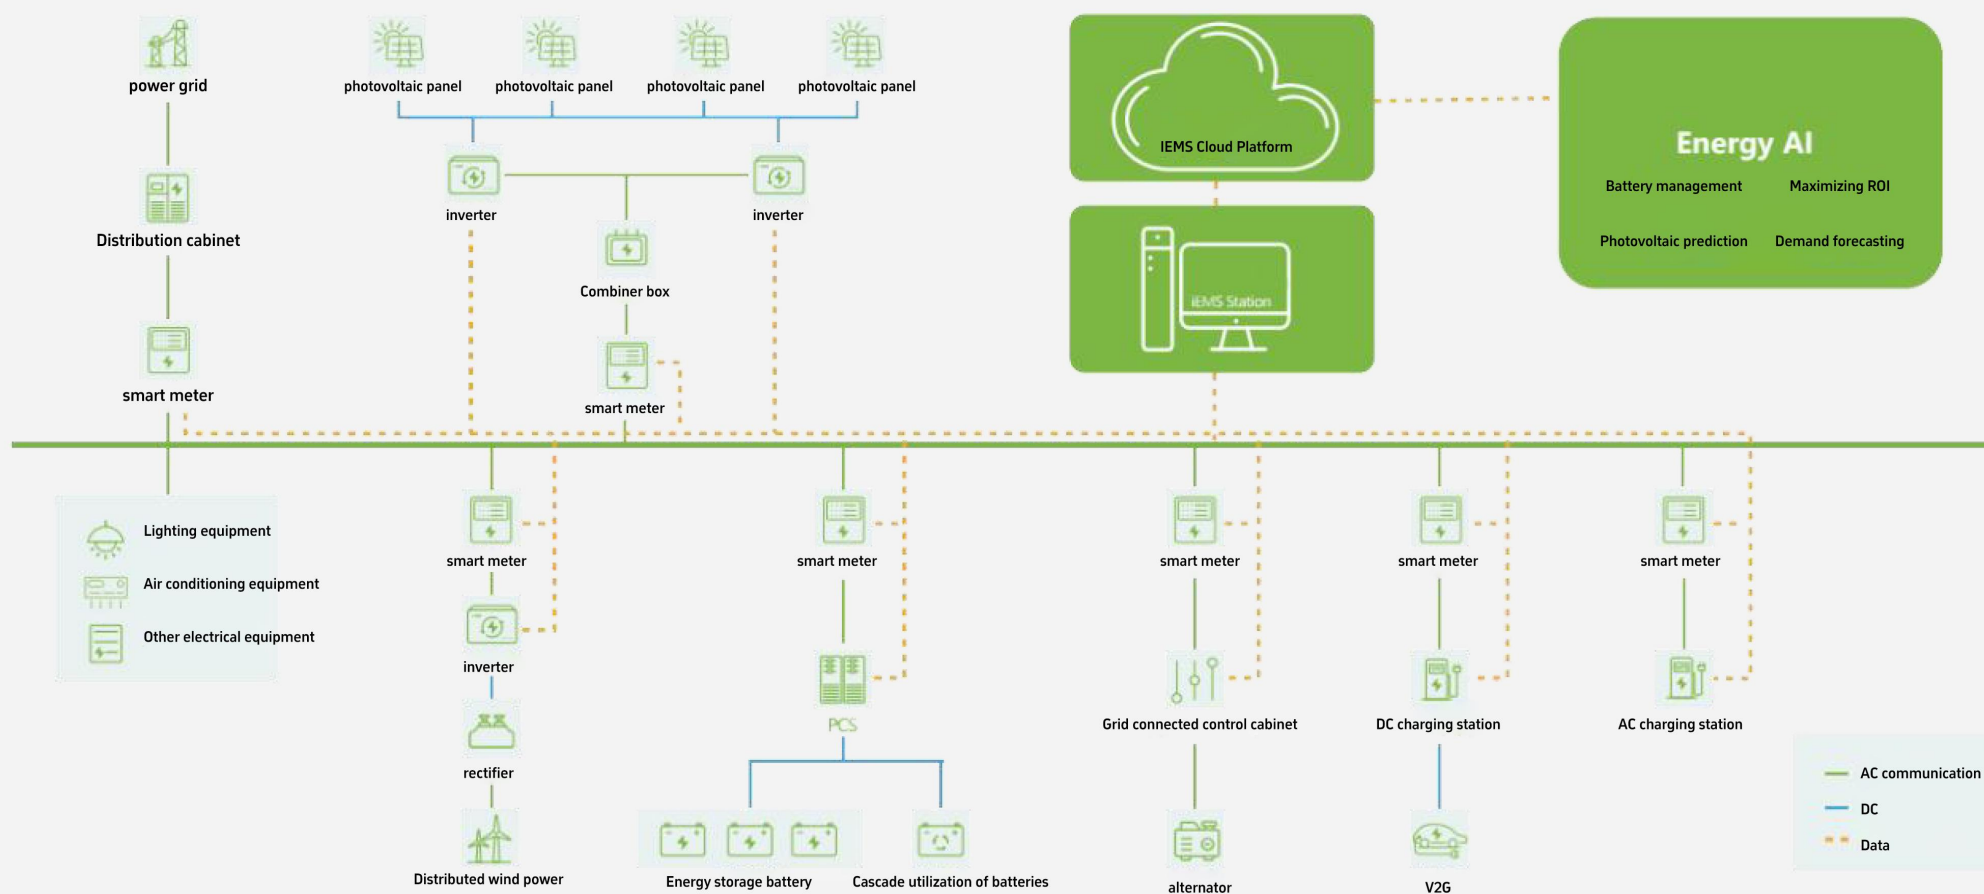 power grid
photovoltaic panel
photovoltaic panel
photovoltaic panel
photovoltaic panel
IEMS Cloud Platform
Energy AI
Battery management
Maximizing ROI
Photovoltaic prediction
Demand forecasting
inverter
inverter
Distribution cabinet
Combiner box
iEMS Station
smart meter
smart meter
Lighting equipment
Air conditioning equipment
Other electrical equipment
smart meter
smart meter
smart meter
smart meter
smart meter
inverter
PCS
Grid connected control cabinet
DC charging station
AC charging station
rectifier
Distributed wind power
Energy storage battery
Cascade utilization of batteries
alternator
V2G
AC communication
DC
Data